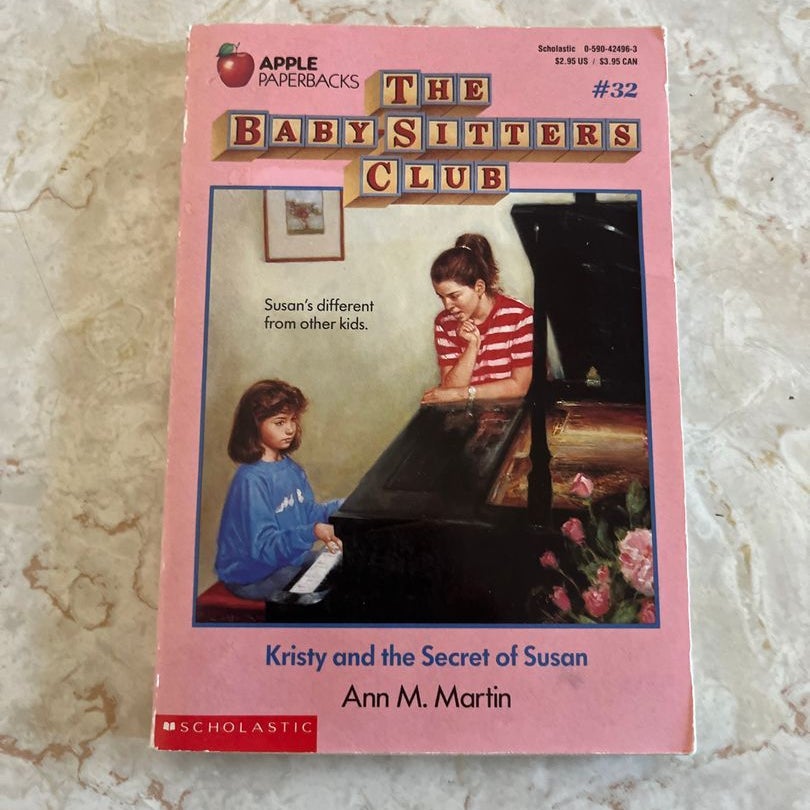 APPLE
PAPERBACKS
Scholastic 0-590-42496-3
$2.95 US / $3.95 CAN
#32
THE
BABY-SITTERS
CLUB
Susan's different
from other kids.
Kristy and the Secret of Susan
Ann M. Martin
SCHOLASTIC